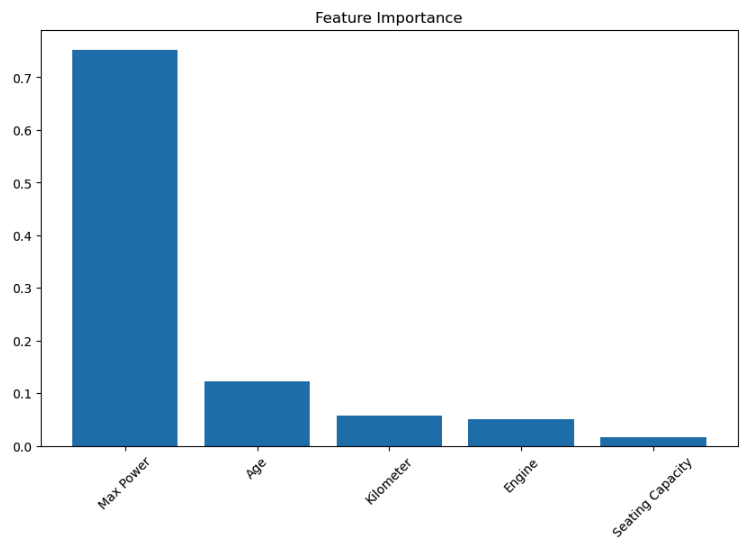 Feature Importance
0.7
0.6
0.5
0.4
0.3
0.2
0.1
0.0
Max Power
Age
Kilometer
Engine
Seating Capacity